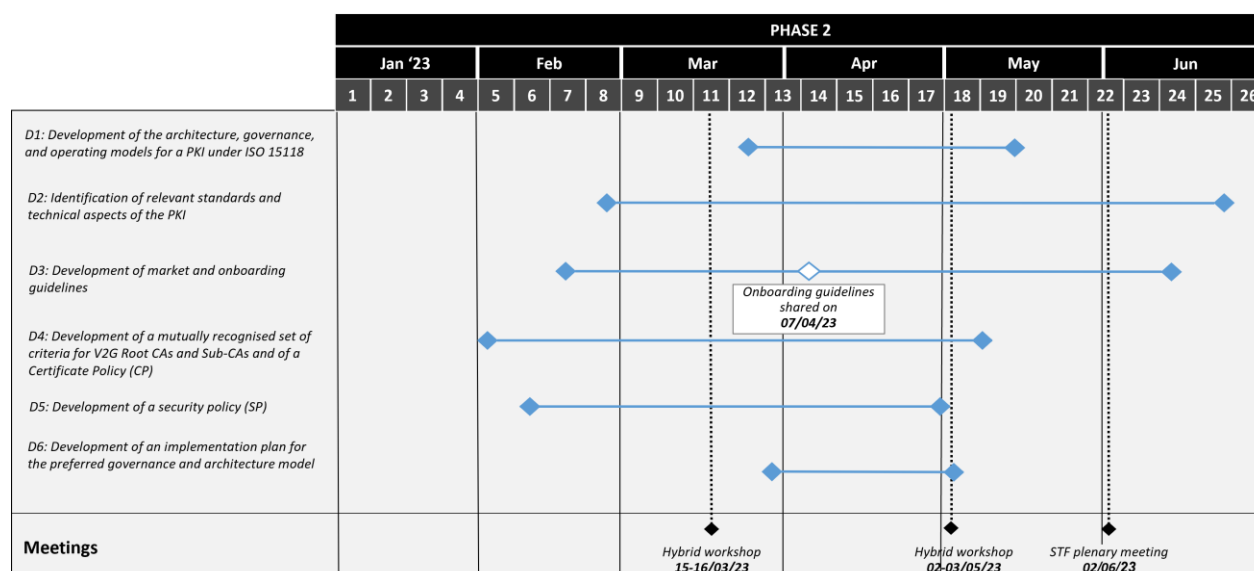 PHASE 2
Jan ‘23 Feb Mar Apr May Jun
1 2 3 4 5 6 7 8 9 10 11 12 13 14 15 16 17 18 19 20 21 22 23 24 25 26
D1: Development of the architecture, governance,
and operating models for a PKI under ISO 15118
D2: Identification of relevant standards and
technical aspects of the PKI
D3: Development of market and onboarding
guidelines
Onboarding guidelines
shared on
07/04/23
D4: Development of a mutually recognised set of
criteria for V2G Root CAs and Sub-CAs and of a
Certificate Policy (CP)
D5: Development of a security policy (SP)
D6: Development of an implementation plan for
the preferred governance and architecture model
Meetings
Hybrid workshop
15-16/03/23
Hybrid workshop
02-03/05/23
STF plenary meeting
02/06/23